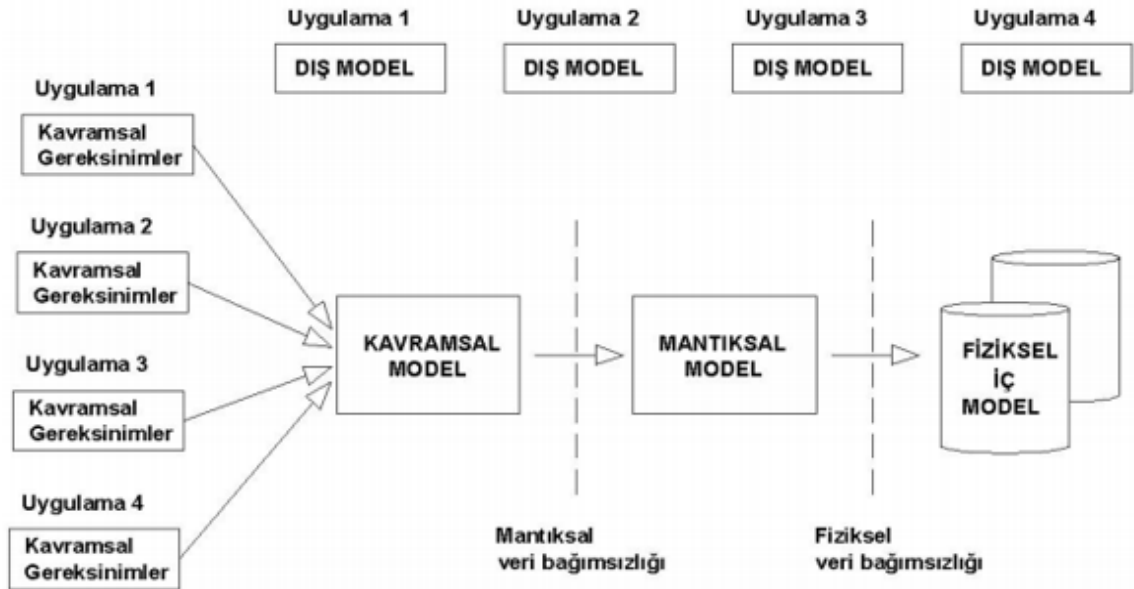 Uygulama 1
Uygulama 2
Uygulama 3
Uygulama 4
DIŞ MODEL
DIŞ MODEL
DIŞ MODEL
DIŞ MODEL
Uygulama 1
Kavramsal
Gereksinimler
Uygulama 2
Kavramsal
Gereksinimler
Uygulama 3
Kavramsal
Gereksinimler
Uygulama 4
Kavramsal
Gereksinimler
KAVRAMSAL
MODEL
MANTIKSAL
MODEL
FİZİKSEL
İÇ
MODEL
Mantıksal
veri bağımsızlığı
Fiziksel
veri bağımsızlığı